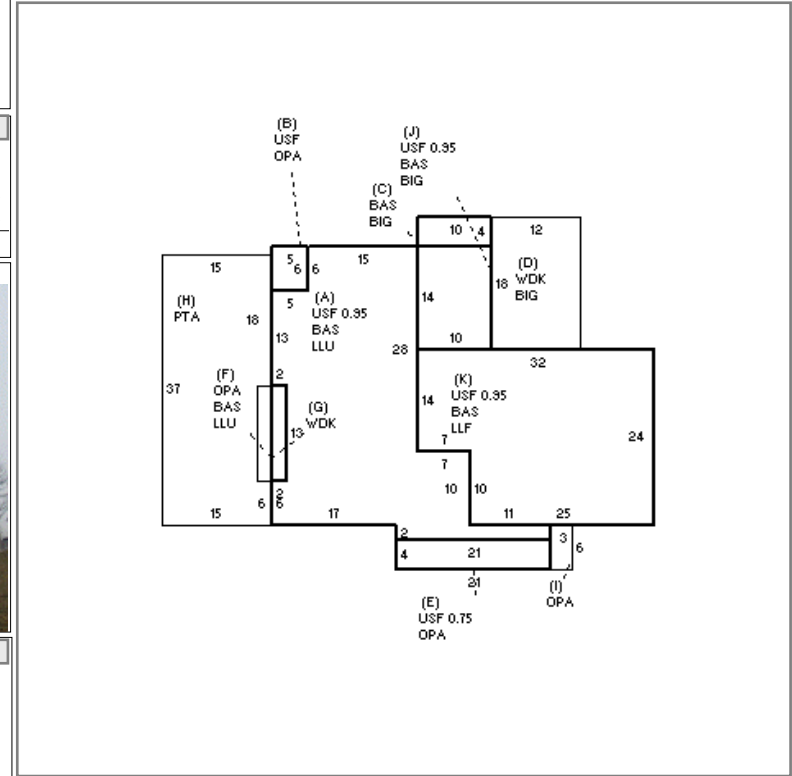 (B)
USF
OPA
(J)
USF 0.95
BAS
BIG
(C)
BAS
BIG
10 4 12
15 5 6 6 15
(D)
WDK
BIG
18
(H)
PTA
5
(A)
USF 0.95
BAS
LLU
14
18
13
10
28
32
2
(F)
OPA
BAS
LLU
37
(K)
USF 0.95
BAS
LLF
14
(G)
WDK
13
24
7
7
2
6 6
10 10
15 17 11 25
2
3
4 21 6
21
(E)
USF 0.75
OPA
(I)
OPA